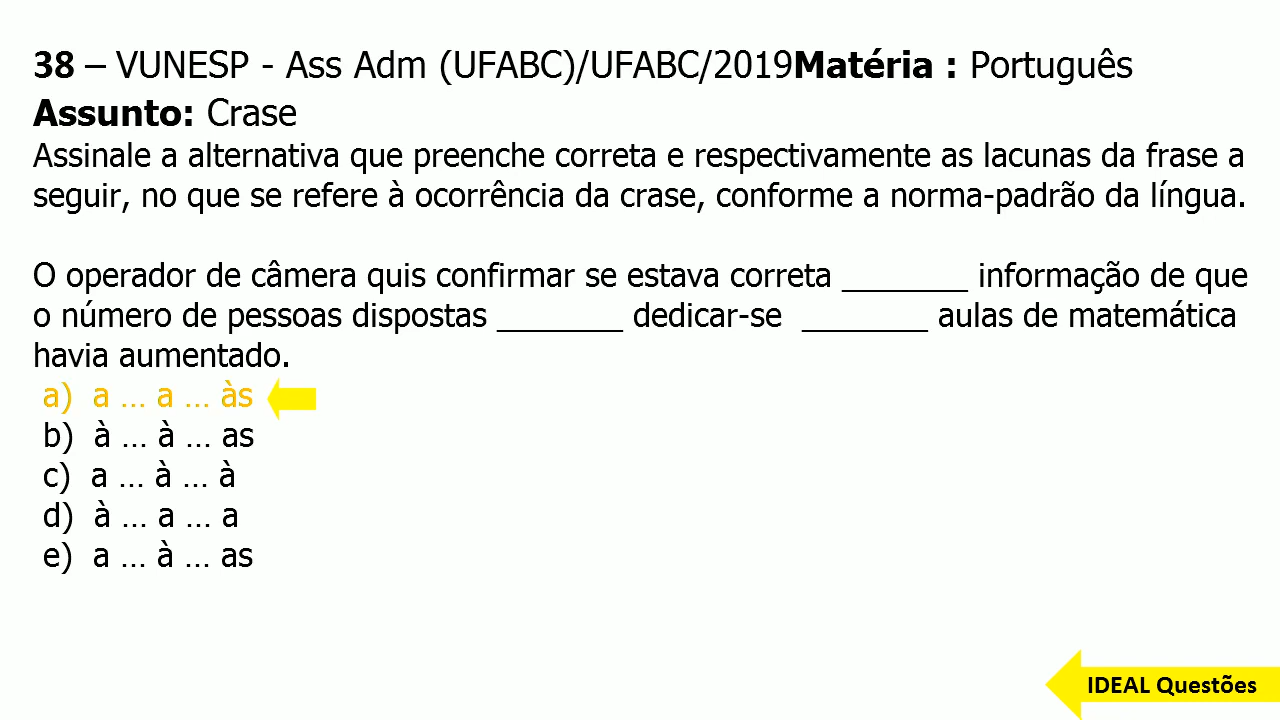 38 – VUNESP - Ass Adm (UFABC)/UFABC/2019Matéria : Português
Assunto: Crase
Assinale a alternativa que preenche correta e respectivamente as lacunas da frase a
seguir, no que se refere à ocorrência da crase, conforme a norma-padrão da língua.
O operador de câmera quis confirmar se estava correta _______ informação de que
o número de pessoas dispostas _______ dedicar-se _______ aulas de matemática
havia aumentado.
a) a ... a ... às
b) à ... à ... as
c) a ... à ... à
d) à ... a ... a
e) a ... à ... as
IDEAL Questões